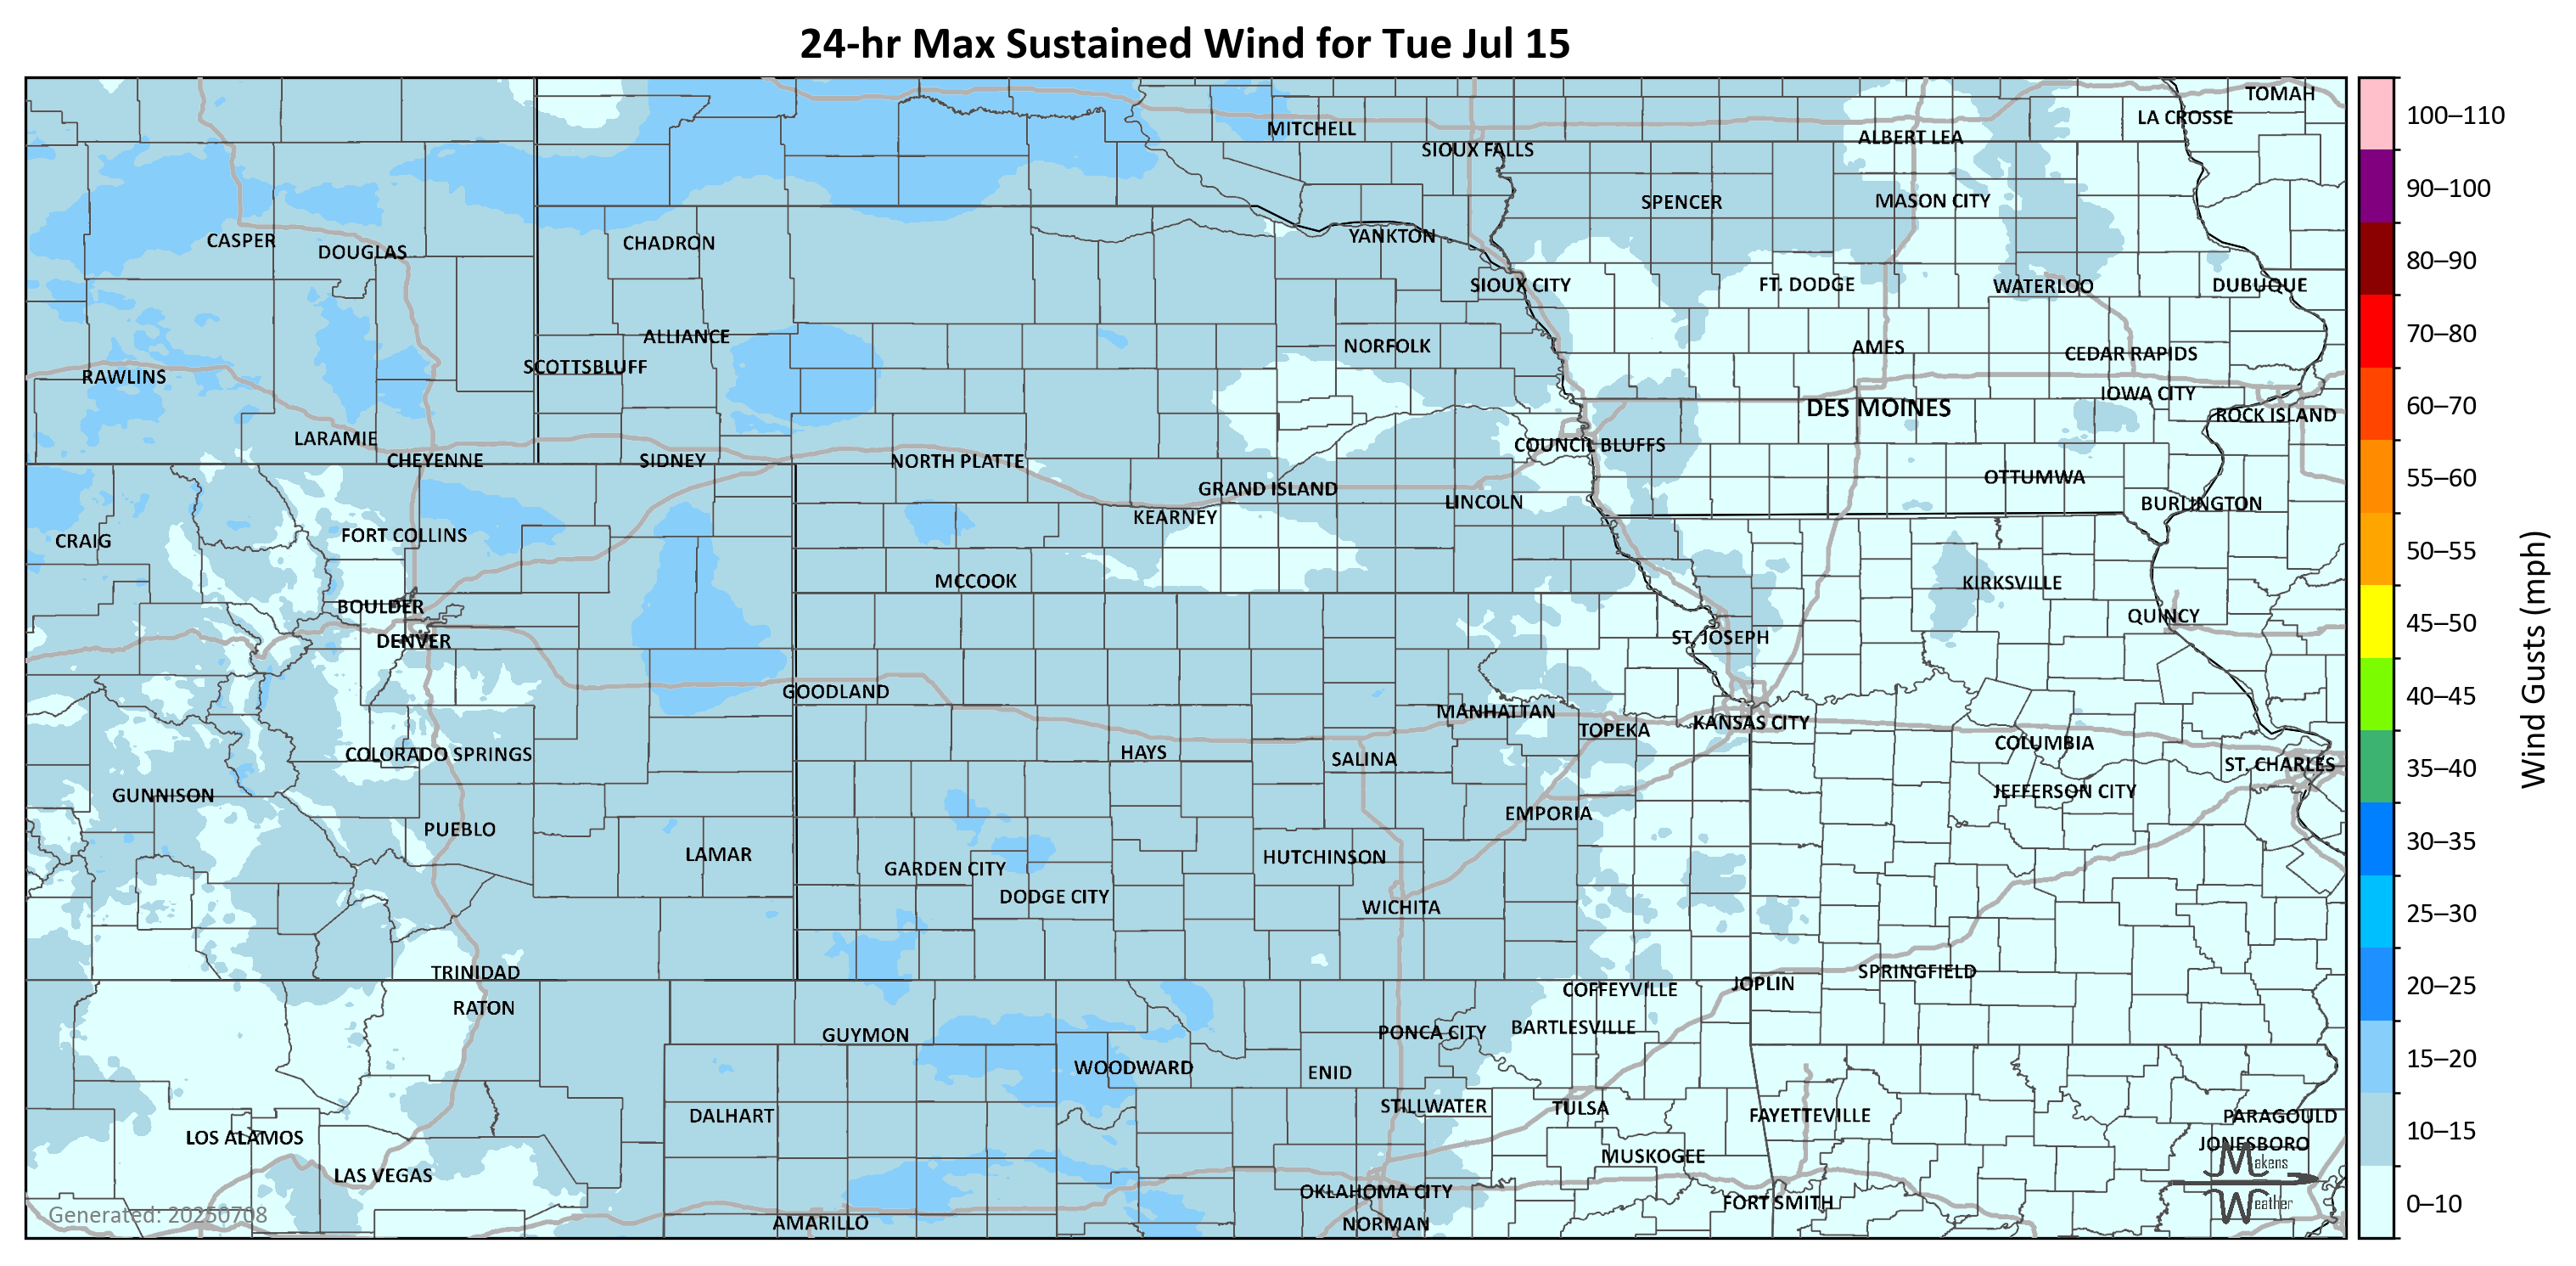 24-hr Max Sustained Wind for Tue Jul 15
TOMAH
LA CROSSE
MITCHELL
ALBERT LEA
SIOUX FALLS
SPENCER
MASON CITY
YANKTON
CASPER
CHADRON
DOUGLAS
SIOUX CITY
FT. DODGE
WATERLOO
DUBUQUE
ALLIANCE
NORFOLK
AMES
CEDAR RAPIDS
SCOTTSBLUFF
RAWLINS
IOWA CITY
DES MOINES
ROCK ISLAND
LARAMIE
COUNCIL BLUFFS
CHEYENNE
SIDNEY
NORTH PLATTE
OTTUMWA
GRAND ISLAND
LINCOLN
BURLINGTON
KEARNEY
FORT COLLINS
CRAIG
MCCOOK
KIRKSVILLE
BOULDER
QUINCY
DENVER
ST. JOSEPH
GOODLAND
MANHATTAN
KANSAS CITY
TOPEKA
COLUMBIA
COLORADO SPRINGS
HAYS
SALINA
ST. CHARLES
GUNNISON
JEFFERSON CITY
EMPORIA
PUEBLO
LAMAR
HUTCHINSON
GARDEN CITY
DODGE CITY
WICHITA
TRINIDAD
SPRINGFIELD
JOPLIN
COFFEYVILLE
RATON
BARTLESVILLE
GUYMON
PONCA CITY
WOODWARD
ENID
STILLWATER
TULSA
DALHART
FAYETTEVILLE
PARAGOULD
LOS ALAMOS
JONESBORO
MUSKOGEE
LAS VEGAS
OKLAHOMA CITY
FORT SMITH
AMARILLO
NORMAN
Generated: 20250708
Makens
Weather
100–110
90–100
80–90
70–80
60–70
55–60
50–55
45–50
40–45
35–40
30–35
25–30
20–25
15–20
10–15
0–10
Wind Gusts (mph)